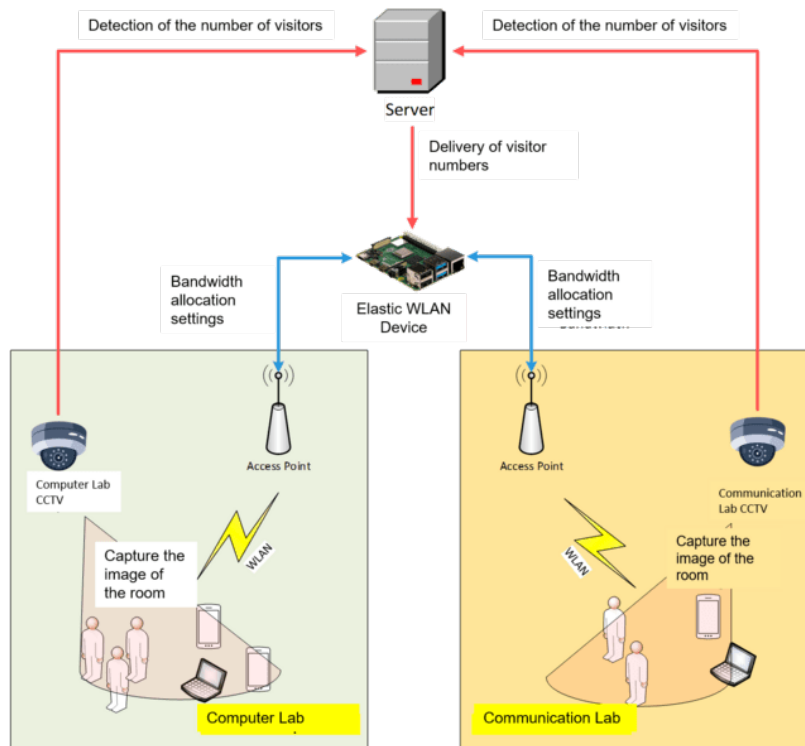 Detection of the number of visitors
Detection of the number of visitors
Server
Delivery of visitor
numbers
Bandwidth
allocation
settings
Elastic WLAN
Device
Bandwidth
allocation
settings
Computer Lab
CCTV
Access Point
Access Point
Communication
Lab CCTV
Capture the
image of
the room
WLAN
WLAN
Capture the
image of the
room
Computer Lab
Communication Lab